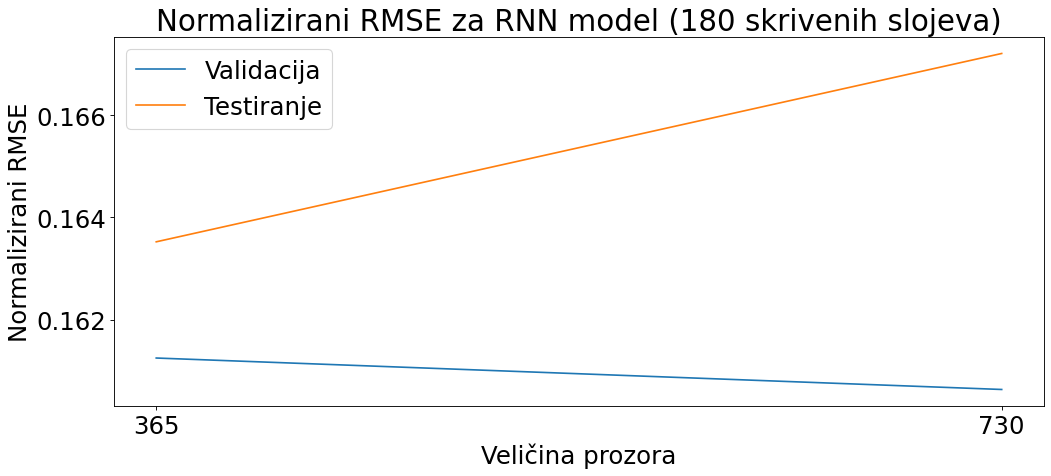 Normalizirani RMSE za RNN model (180 skrivenih slojeva)
Validacija
Testiranje
Normalizirani RMSE
0.166
0.164
0.162
365
730
Veličina prozora